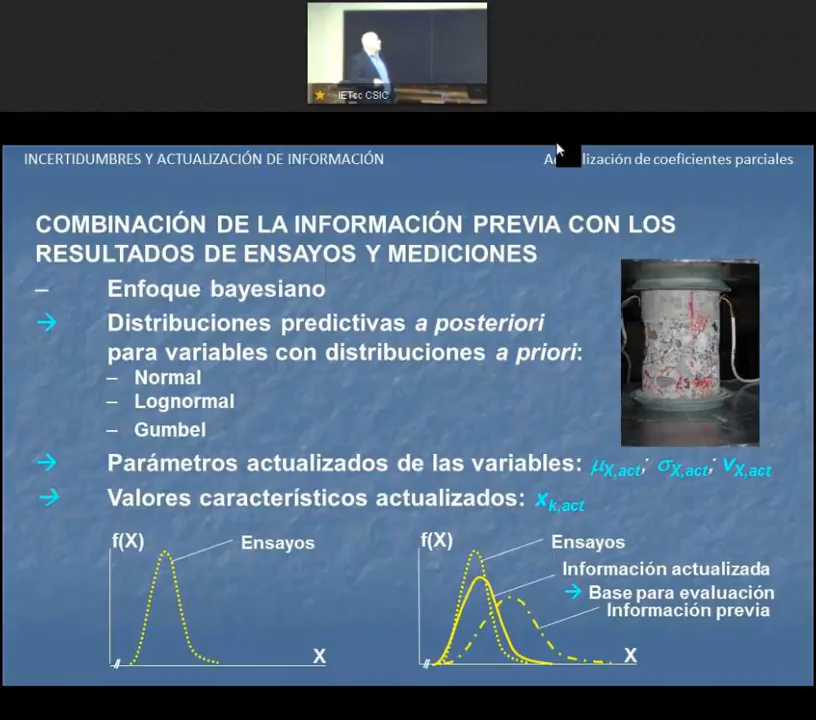 IETcc CSIC
INCERTIDUMBRES Y ACTUALIZACIÓN DE INFORMACIÓN
lización de coeficientes parciales
COMBINACIÓN DE LA INFORMACIÓN PREVIA CON LOS
RESULTADOS DE ENSAYOS Y MEDICIONES
– Enfoque bayesiano
→ Distribuciones predictivas a posteriori
para variables con distribuciones a priori:
– Normal
– Lognormal
– Gumbel
→ Parámetros actualizados de las variables: μX,act; σX,act; vX,act
→ Valores característicos actualizados: xk,act
f(X)
Ensayos
X
f(X)
Ensayos
Información actualizada
→ Base para evaluación
Información previa
X